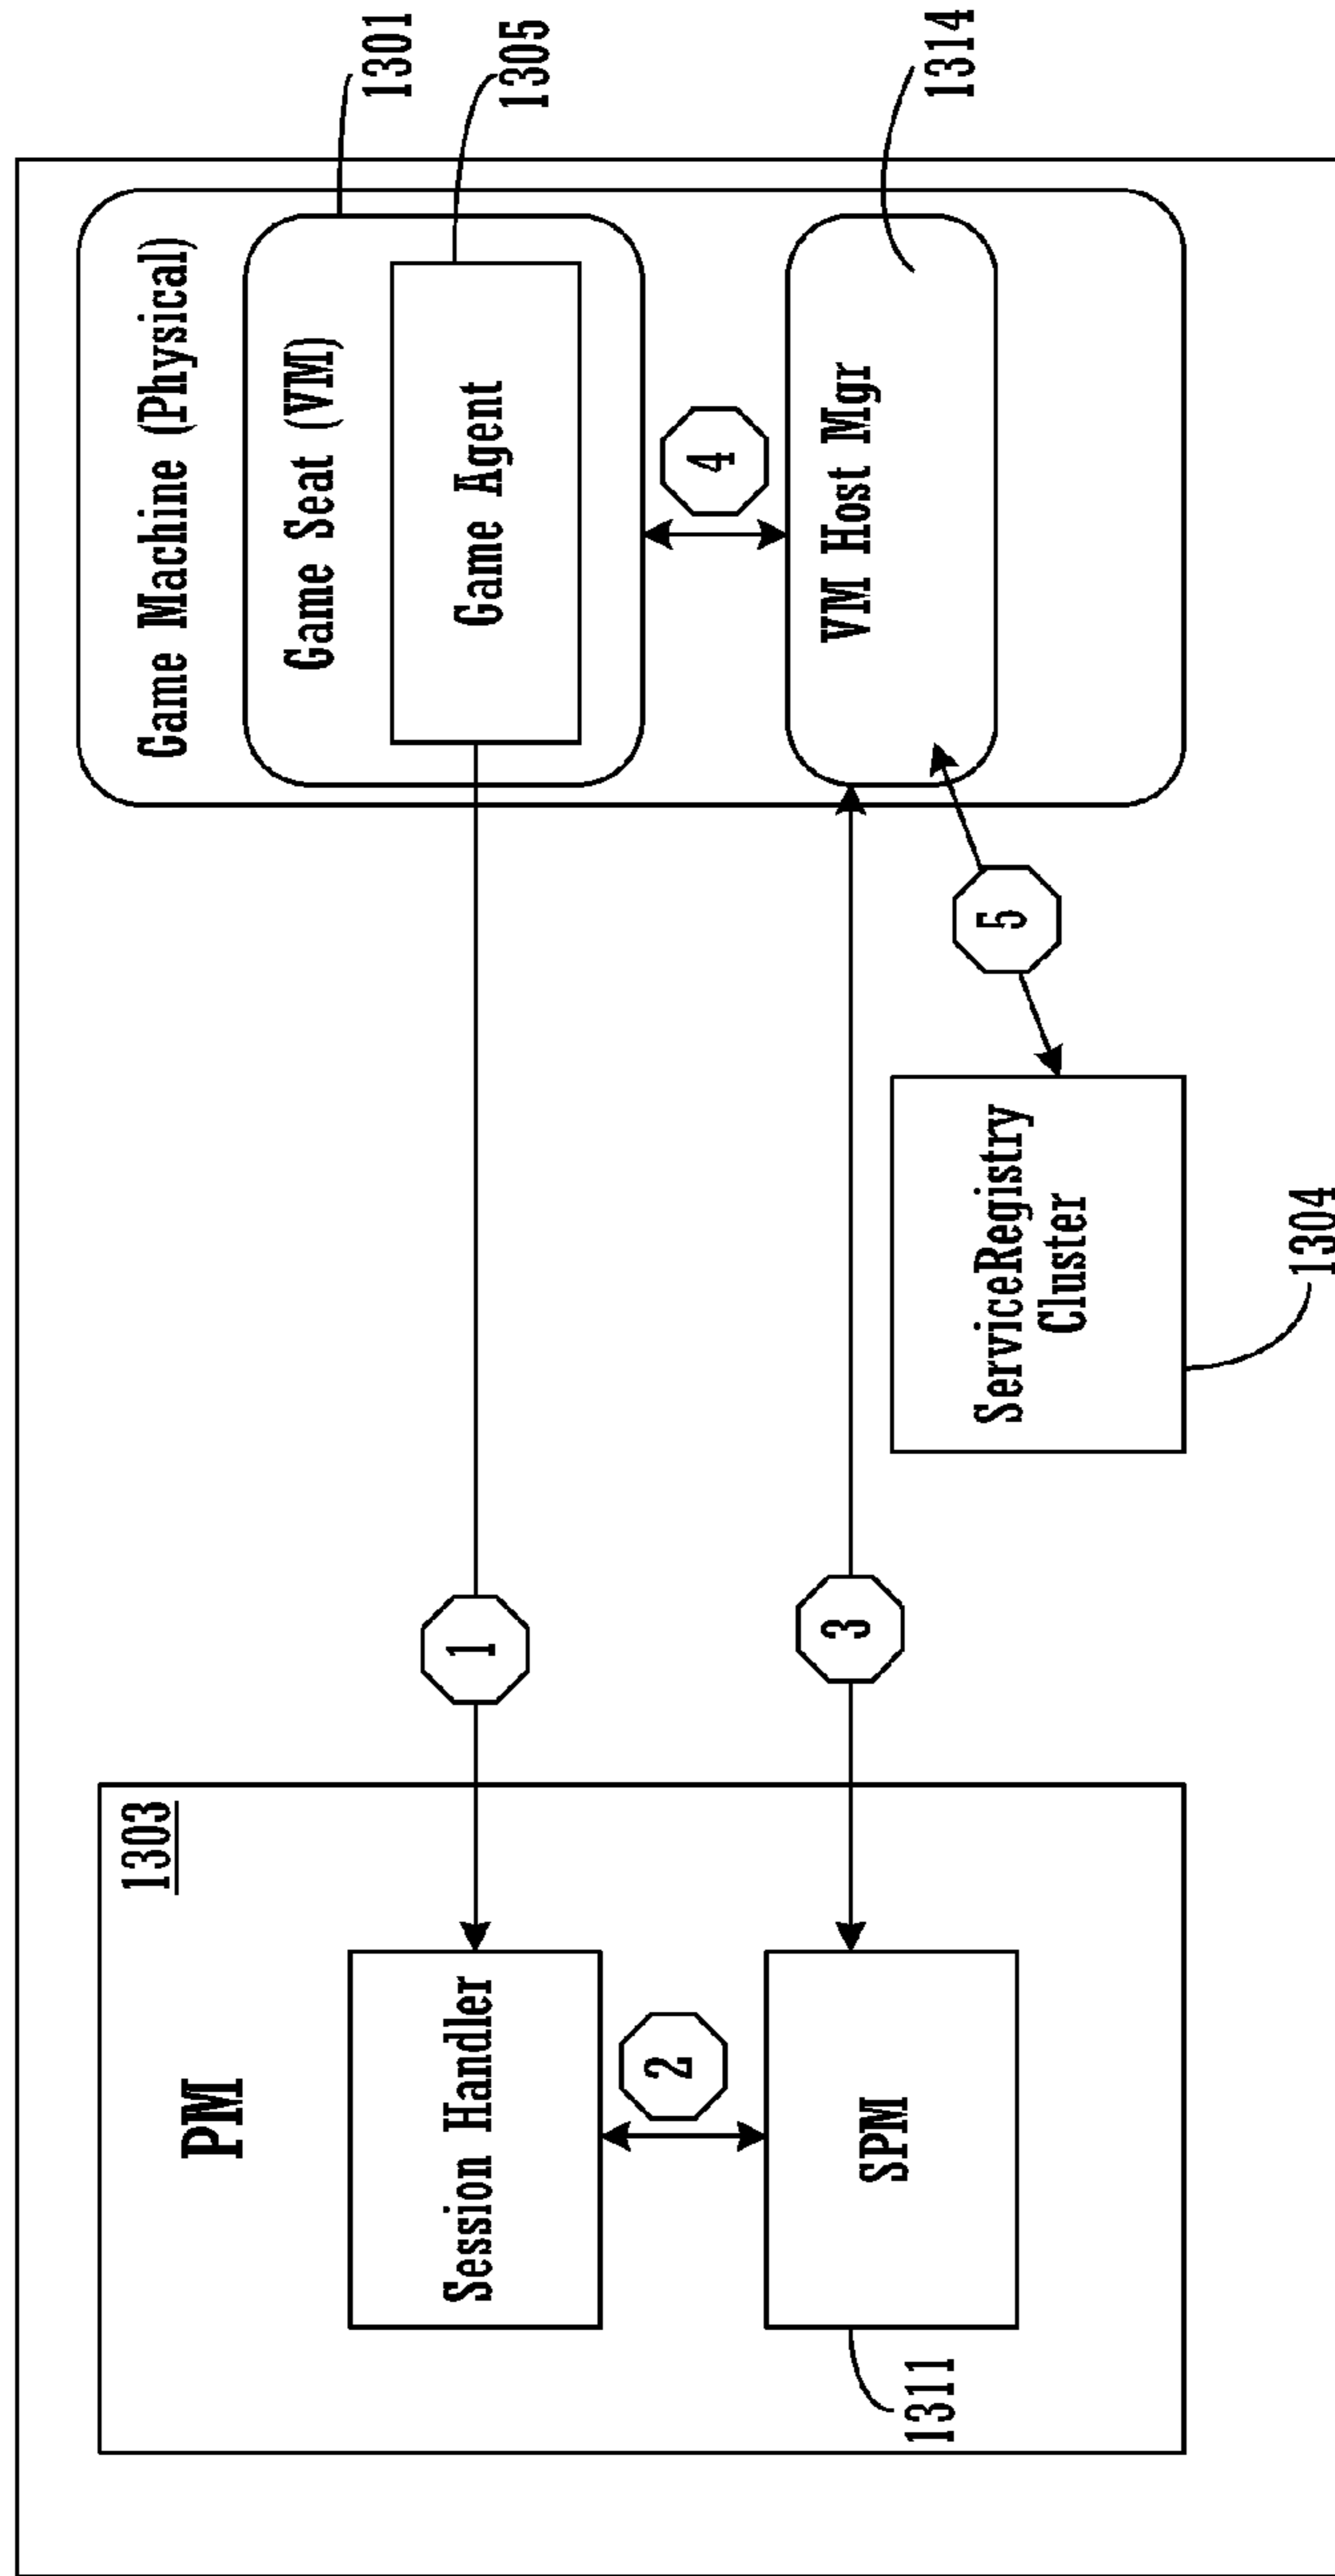 PM
1303
Session Handler
2
SPM
1311
1
3
Game Machine (Physical)
Game Seat (VM)
Game Agent
4
VM Host Mgr
5
ServiceRegistry
Cluster
1304
1301
1305
1314